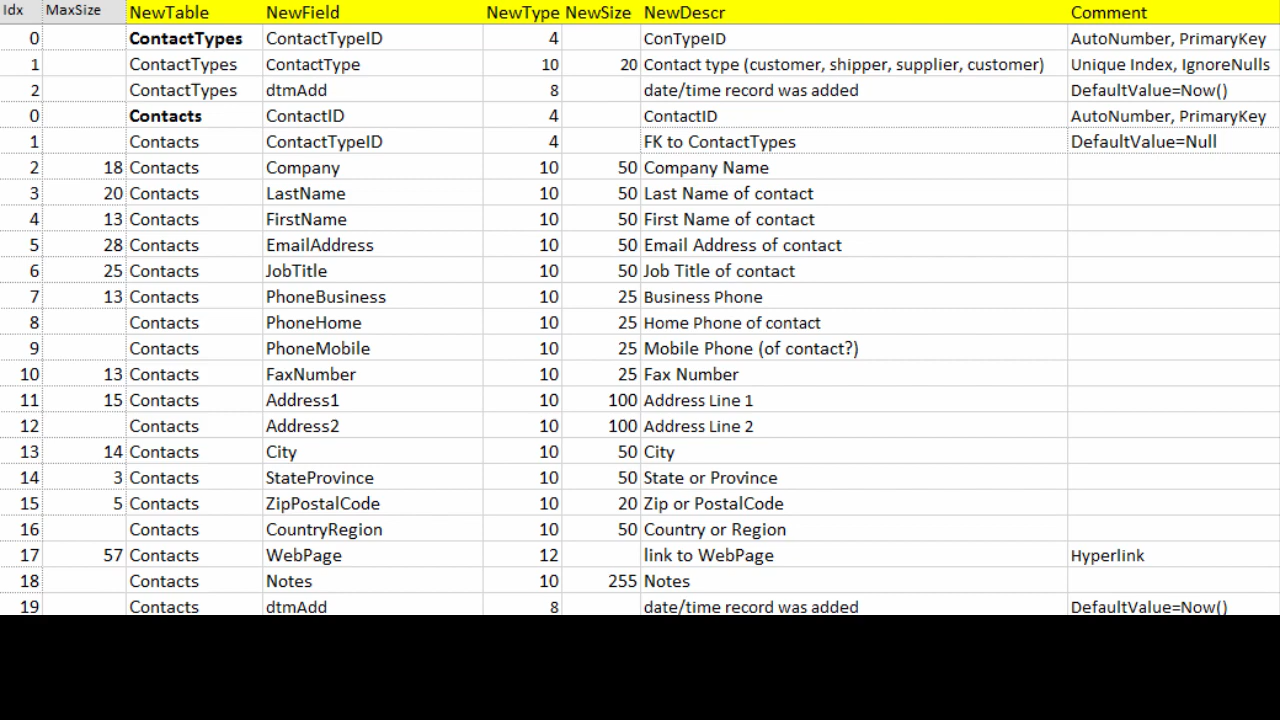 Idx MaxSize NewTable NewField NewType NewSize NewDescr Comment
0 ContactTypes ContactTypeID 4 ConTypeID AutoNumber, PrimaryKey
1 ContactTypes ContactType 10 20 Contact type (customer, shipper, supplier, customer) Unique Index, IgnoreNulls
2 ContactTypes dtmAdd 8 date/time record was added DefaultValue=Now()
0 Contacts ContactID 4 ContactID AutoNumber, PrimaryKey
1 Contacts ContactTypeID 4 FK to ContactTypes DefaultValue=Null
2 18 Contacts Company 10 50 Company Name
3 20 Contacts LastName 10 50 Last Name of contact
4 13 Contacts FirstName 10 50 First Name of contact
5 28 Contacts EmailAddress 10 50 Email Address of contact
6 25 Contacts JobTitle 10 50 Job Title of contact
7 13 Contacts PhoneBusiness 10 25 Business Phone
8 Contacts PhoneHome 10 25 Home Phone of contact
9 Contacts PhoneMobile 10 25 Mobile Phone (of contact?)
10 13 Contacts FaxNumber 10 25 Fax Number
11 15 Contacts Address1 10 100 Address Line 1
12 Contacts Address2 10 100 Address Line 2
13 14 Contacts City 10 50 City
14 3 Contacts StateProvince 10 50 State or Province
15 5 Contacts ZipPostalCode 10 20 Zip or PostalCode
16 Contacts CountryRegion 10 50 Country or Region
17 57 Contacts WebPage 12 link to WebPage Hyperlink
18 Contacts Notes 10 255 Notes
19 Contacts dtmAdd 8 date/time record was added DefaultValue=Now()